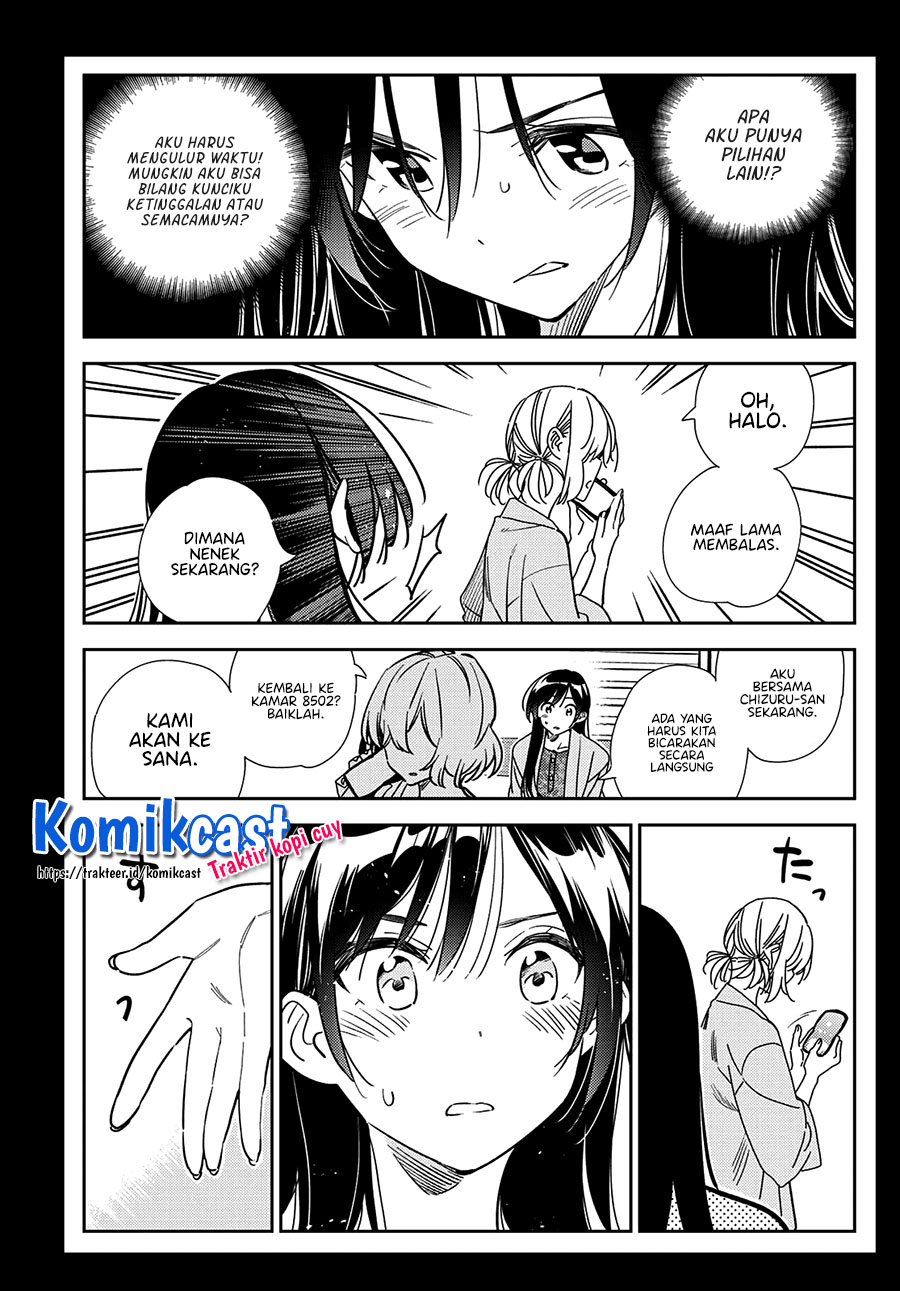 APA
AKU PUNYA
PILIHAN
LAIN!?
AKU HARUS
MENGULUR WAKTU!
MUNGKIN AKU BISA
BILANG KUNCIKU
KETINGGALAN ATAU
SEMACAMNYA?
OH,
HALO.
MAAF LAMA
MEMBALAS.
DIMANA
NENEK
SEKARANG?
AKU
BERSAMA
CHIZURU-SAN
SEKARANG.
ADA YANG
HARUS KITA
BICARAKAN
SECARA
LANGSUNG
KEMBALI KE
KAMAR 8502?
BAIKLAH.
KAMI
AKAN KE
SANA.
たっ
すっ
Komikcast
Traktir kopi cuy
https://trakteer.id/komikcast